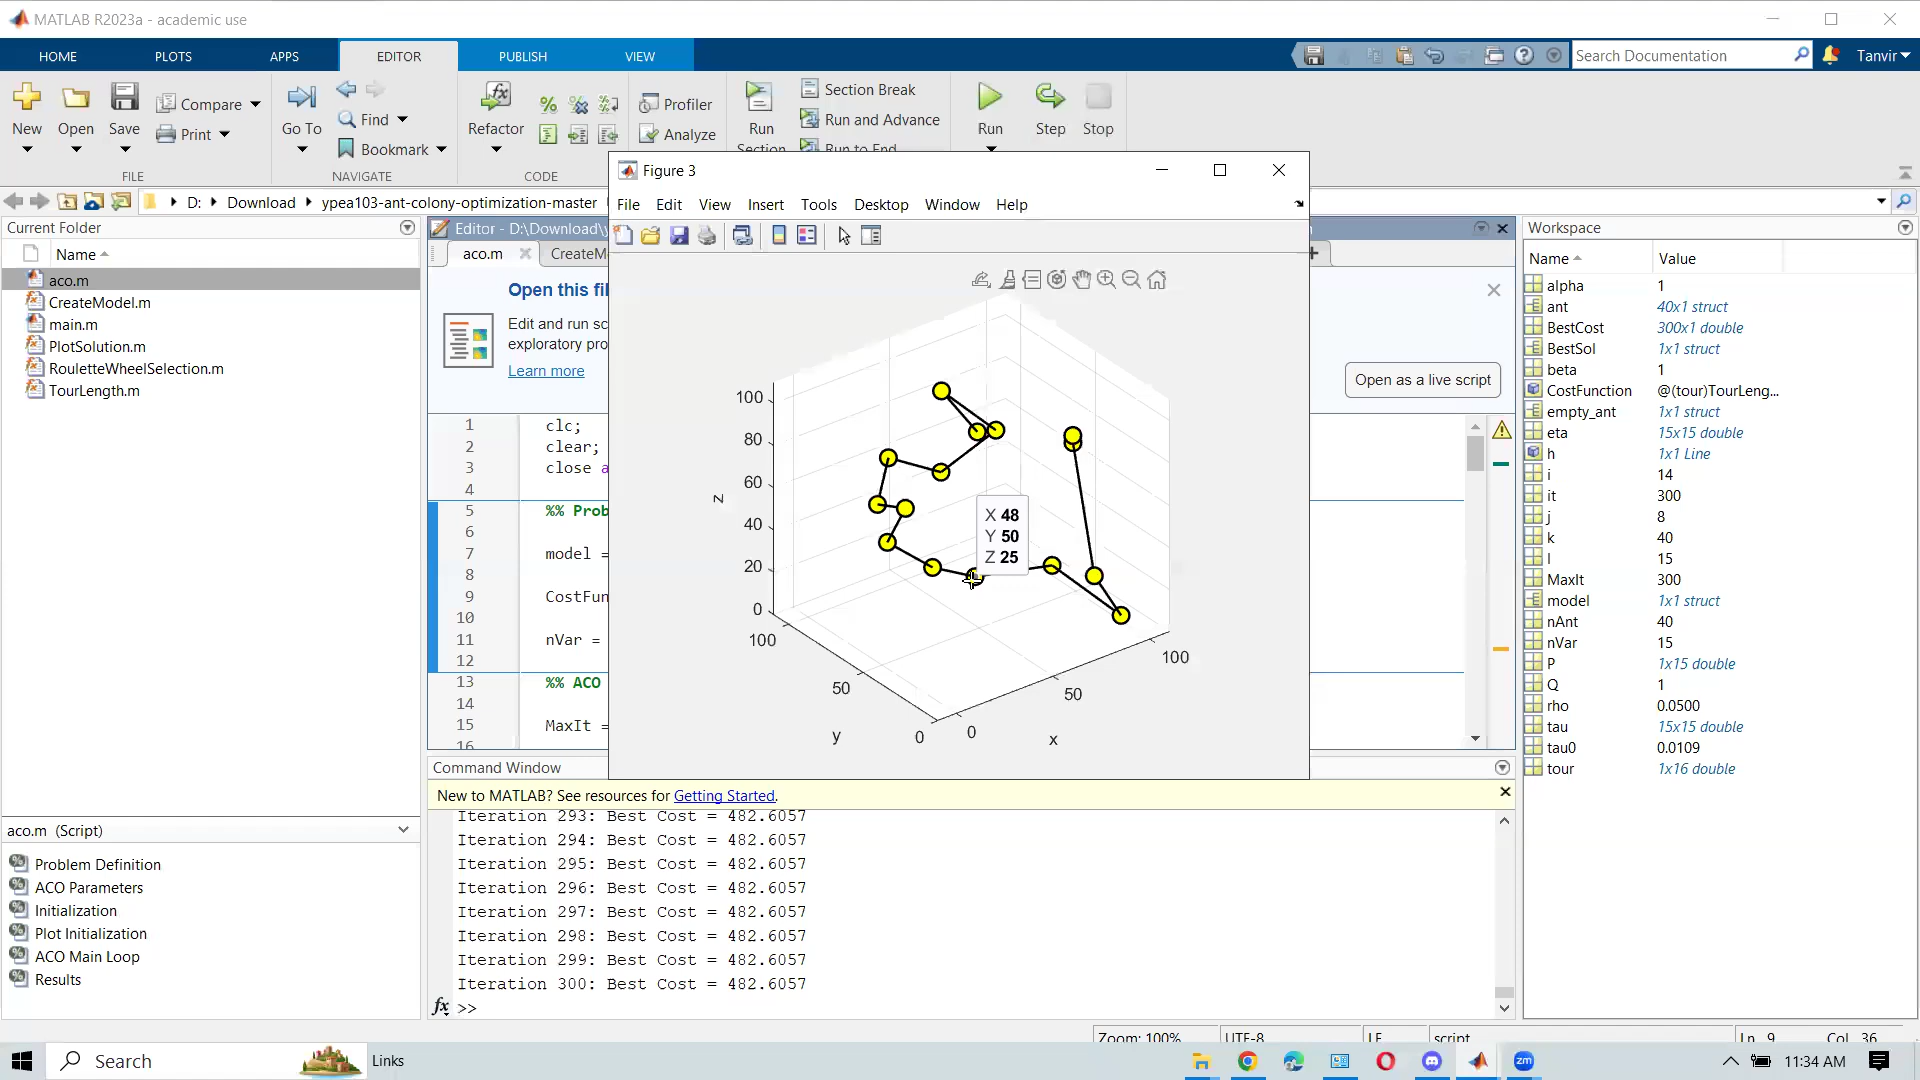 MATLAB R2023a - academic use
HOME PLOTS APPS EDITOR PUBLISH VIEW
Search Documentation
Tanvir
New
Open
Save
Compare
Print
FILE
Go To
Find
Bookmark
NAVIGATE
Refactor
CODE
Profiler
Analyze
Run
Section
Section Break
Run and Advance
Run to End
Run
Step
Stop
D: Download ypea103-ant-colony-optimization-master
Current Folder
Name
aco.m
CreateModel.m
main.m
PlotSolution.m
RouletteWheelSelection.m
TourLength.m
aco.m (Script)
Problem Definition
ACO Parameters
Initialization
Plot Initialization
ACO Main Loop
Results
Editor - D:\Download\
aco.m
CreateM
Open this fil
Edit and run sc
exploratory pro
Learn more
Open as a live script
1 clc;
2 clear;
3 close a
4
5 %% Prob
6
7 model =
8
9 CostFun
10
11 nVar =
12
13 %% ACO
14
15 MaxIt =
16
Figure 3
File Edit View Insert Tools Desktop Window Help
100
80
60
40
20
0
z
100
50
0
y
0
50
100
x
X 48
Y 50
Z 25
Command Window
New to MATLAB? See resources for Getting Started.
Iteration 293: Best Cost = 482.6057
Iteration 294: Best Cost = 482.6057
Iteration 295: Best Cost = 482.6057
Iteration 296: Best Cost = 482.6057
Iteration 297: Best Cost = 482.6057
Iteration 298: Best Cost = 482.6057
Iteration 299: Best Cost = 482.6057
Iteration 300: Best Cost = 482.6057
fx >>
Workspace
Name Value
alpha 1
ant 40x1 struct
BestCost 300x1 double
BestSol 1x1 struct
beta 1
CostFunction @(tour)TourLeng...
empty_ant 1x1 struct
eta 15x15 double
h 1x1 Line
i 14
it 300
j 8
k 40
l 15
MaxIt 300
model 1x1 struct
nAnt 40
nVar 15
P 1x15 double
Q 1
rho 0.0500
tau 15x15 double
tau0 0.0109
tour 1x16 double
Zoom: 100% UTF-8 LF script Ln 9 Col 36
Search
Links
zm
11:34 AM